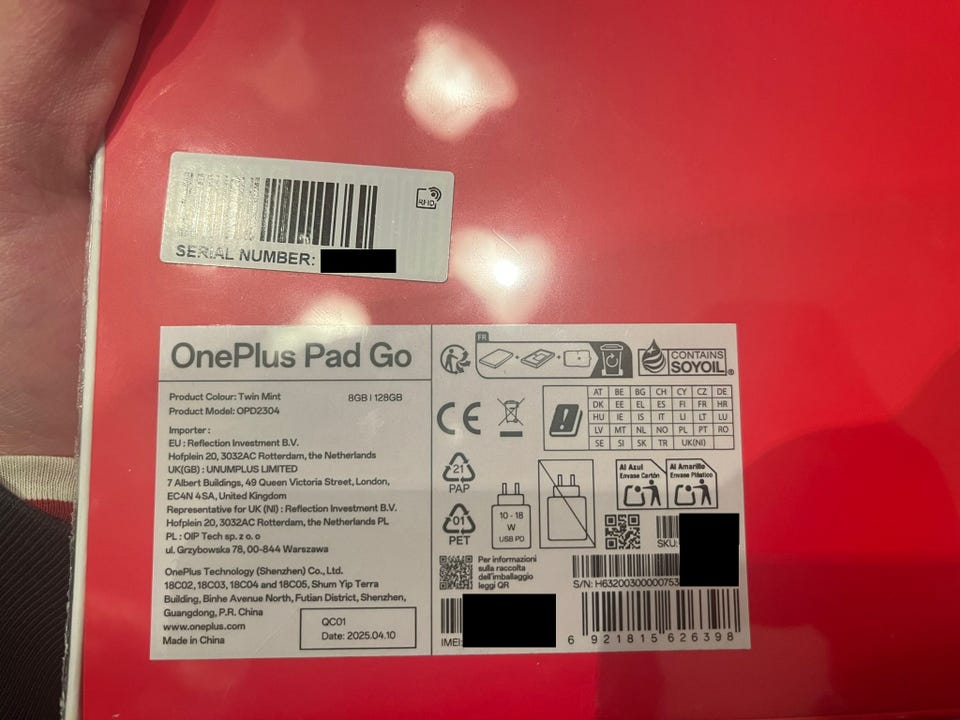 RFID
SERIAL NUMBER:
OnePlus Pad Go
Product Colour: Twin Mint 8GB | 128GB
Product Model: OPD2304
Importer :
EU : Reflection Investment B.V.
Hofplein 20, 3032AC Rotterdam, the Netherlands
UK(GB) : UNUMPLUS LIMITED
7 Albert Buildings, 49 Queen Victoria Street, London,
EC4N 4SA, United Kingdom
Representative for UK (NI) : Reflection Investment B.V.
Hofplein 20, 3032AC Rotterdam, the Netherlands PL
PL : OIP Tech sp. z o. o
ul. Grzybowska 78, 00-844 Warszawa
OnePlus Technology (Shenzhen) Co., Ltd.
18C02, 18C03, 18C04 and 18C05, Shum Yip Terra
Building, Binhe Avenue North, Futian District, Shenzhen,
Guangdong, P.R. China
www.oneplus.com
Made in China
QC01
Date: 2025.04.10
FR
CONTAINS
SOYOIL®
CE
AT BE BG CH CY CZ DE
DK EE EL ES FI FR HR
HU IE IS IT LI LT LU
LV MT NL NO PL PT RO
SE SI SK TR UK(NI)
21
PAP
01
PET
10 - 18
W
USB PD
Al Azul
Envase Cartón
Al Amarillo
Envase Plástico
Per informazioni
sulla raccolta
dell'imballaggio
leggi QR
SKU:
S/N: H63200300000753
IMEI:
6 921815 626398